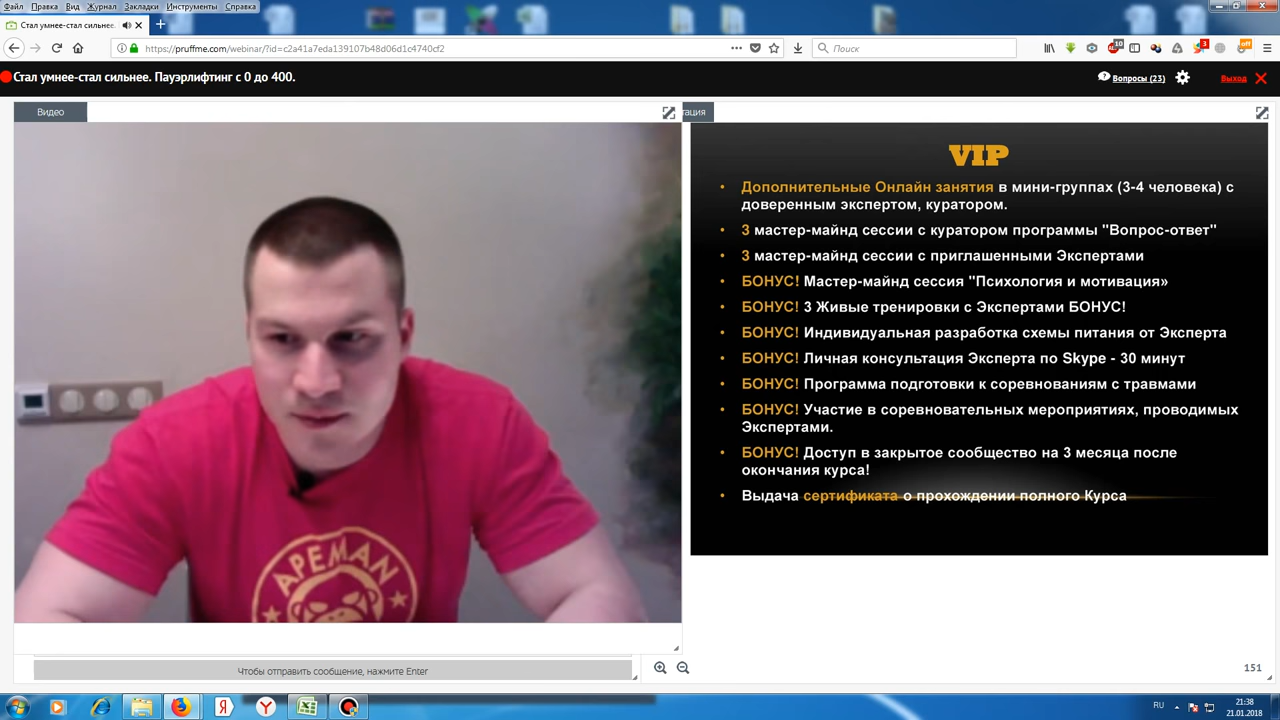 Файл Правка Вид Журнал Закладки Инструменты Справка
Стал умнее-стал сильнее.
https://pruffme.com/webinar/?id=c2a41a7eda139107b48d06d1c4740cf2
Поиск
10
3
off
Стал умнее-стал сильнее. Пауэрлифтинг с 0 до 400.
Вопросы (23)
Выход
Видео
тация
VIP
• Дополнительные Онлайн занятия в мини-группах (3-4 человека) с
доверенным экспертом, куратором.
• 3 мастер-майнд сессии с куратором программы "Вопрос-ответ"
• 3 мастер-майнд сессии с приглашенными Экспертами
• БОНУС! Мастер-майнд сессия "Психология и мотивация»
• БОНУС! 3 Живые тренировки с Экспертами БОНУС!
• БОНУС! Индивидуальная разработка схемы питания от Эксперта
• БОНУС! Личная консультация Эксперта по Skype - 30 минут
• БОНУС! Программа подготовки к соревнованиям с травмами
• БОНУС! Участие в соревновательных мероприятиях, проводимых
Экспертами.
• БОНУС! Доступ в закрытое сообщество на 3 месяца после
окончания курса!
• Выдача сертификата о прохождении полного Курса
APEMAN
Чтобы отправить сообщение, нажмите Enter
151
RU
21:38
21.01.2018